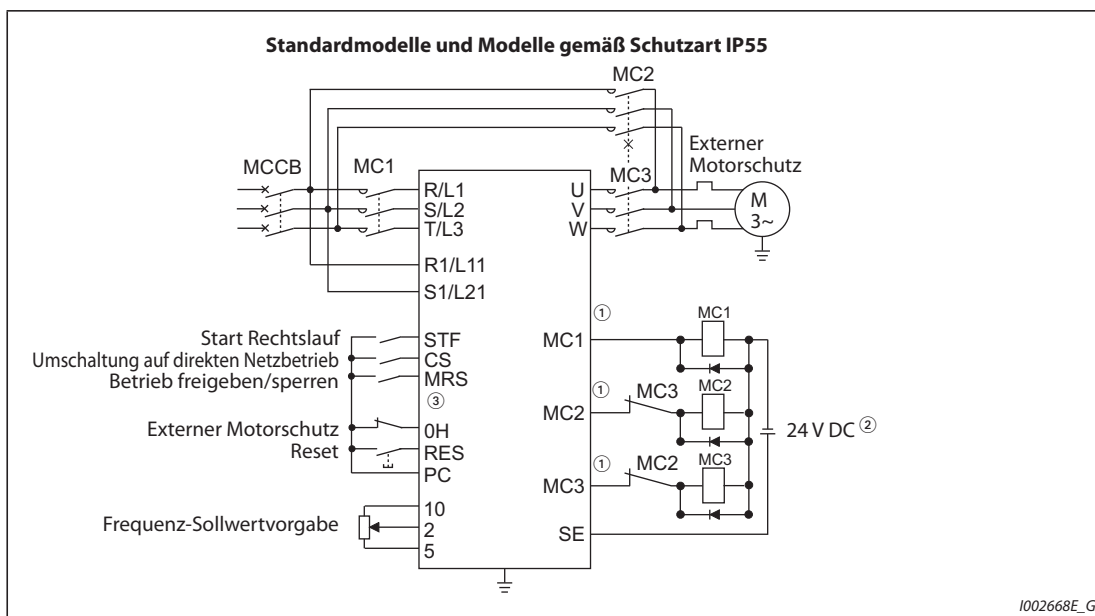 Standardmodelle und Modelle gemäß Schutzart IP55
MC2
Externer
Motorschutz
MCCB
MC1
MC3
R/L1
S/L2
T/L3
R1/L11
S1/L21
U
V
W
M
3~
Start Rechtslauf
Umschaltung auf direkten Netzbetrieb
Betrieb freigeben/sperren
STF
CS
MRS
③
Externer Motorschutz
Reset
0H
RES
PC
Frequenz-Sollwertvorgabe
10
2
5
①
MC1
MC1
①
MC2
MC3
MC2
①
MC3
MC2
MC3
SE
24 V DC ②
I002668E_G